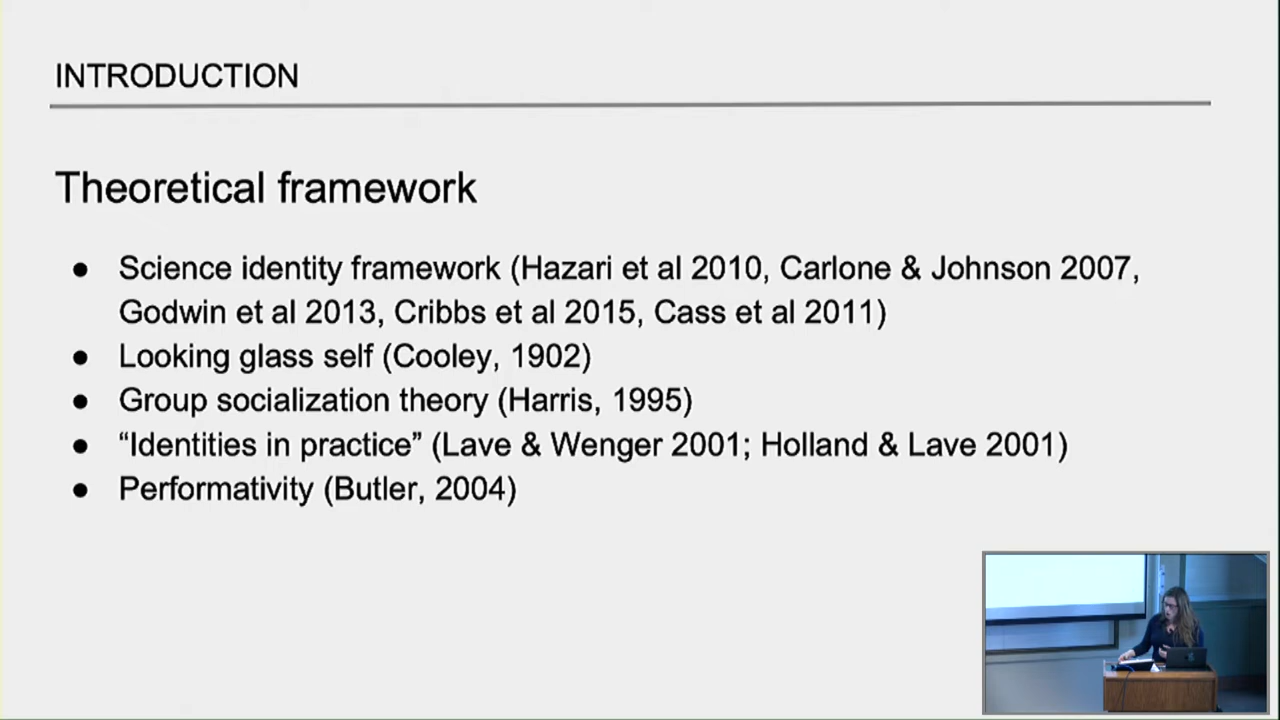 INTRODUCTION
Theoretical framework
● Science identity framework (Hazari et al 2010, Carlone & Johnson 2007,
Godwin et al 2013, Cribbs et al 2015, Cass et al 2011)
● Looking glass self (Cooley, 1902)
● Group socialization theory (Harris, 1995)
● “Identities in practice” (Lave & Wenger 2001; Holland & Lave 2001)
● Performativity (Butler, 2004)